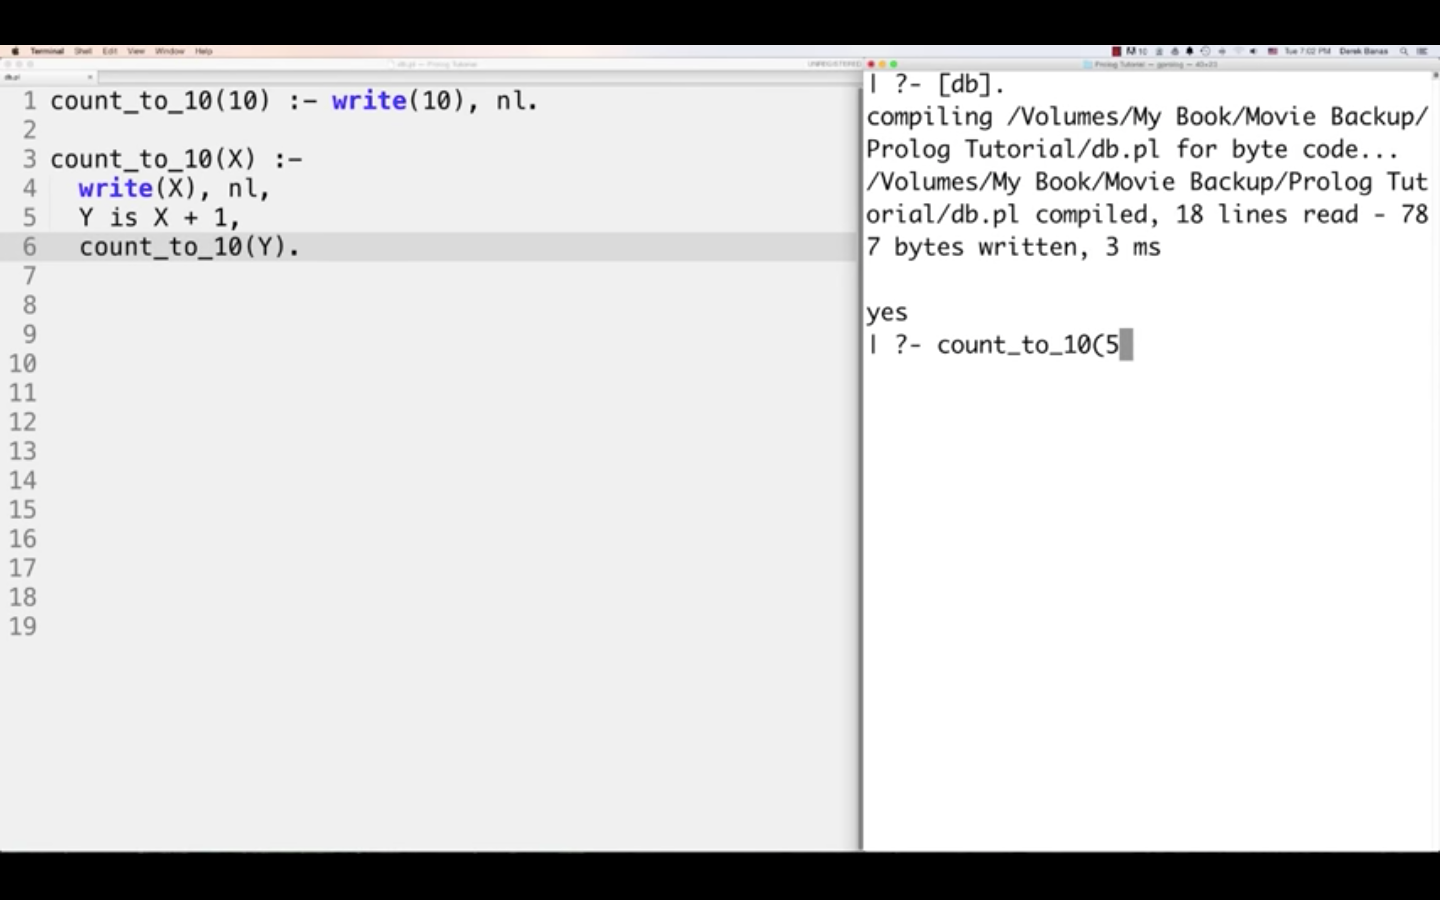 Terminal Shell Edit View Window Help
Tue 7:02 PM Derek Banas
db.pl — Prolog Tutorial
UNREGISTERED
Prolog Tutorial — gprolog — 40×23
db.pl
1 count_to_10(10) :- write(10), nl.
2
3 count_to_10(X) :-
4 write(X), nl,
5 Y is X + 1,
6 count_to_10(Y).
7
8
9
10
11
12
13
14
15
16
17
18
19
| ?- [db].
compiling /Volumes/My Book/Movie Backup/
Prolog Tutorial/db.pl for byte code...
/Volumes/My Book/Movie Backup/Prolog Tut
orial/db.pl compiled, 18 lines read - 78
7 bytes written, 3 ms
yes
| ?- count_to_10(5